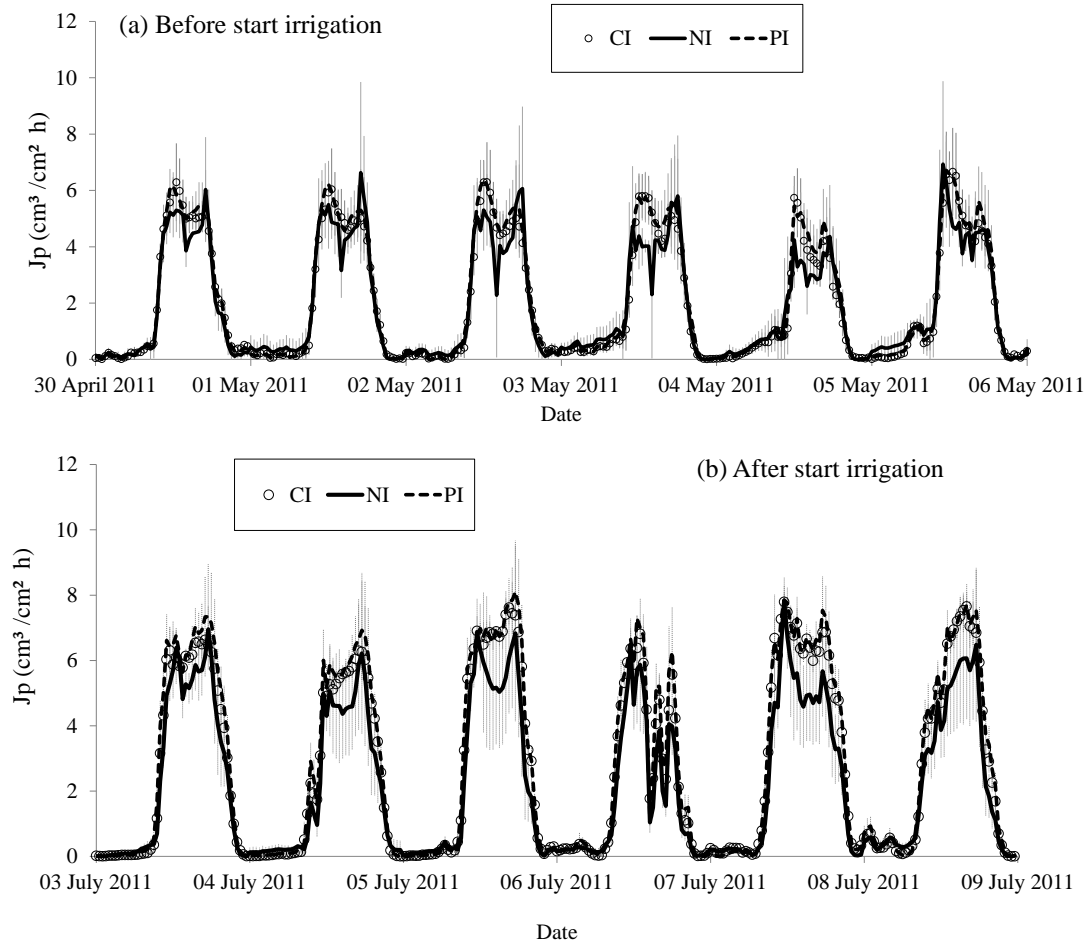 (a) Before start irrigation
CI NI PI
12
10
8
6
4
2
0
Jp (cm³ /cm² h)
30 April 2011 01 May 2011 02 May 2011 03 May 2011 04 May 2011 05 May 2011 06 May 2011
Date
(b) After start irrigation
CI NI PI
12
10
8
6
4
2
0
Jp (cm³ /cm² h)
03 July 2011 04 July 2011 05 July 2011 06 July 2011 07 July 2011 08 July 2011 09 July 2011
Date